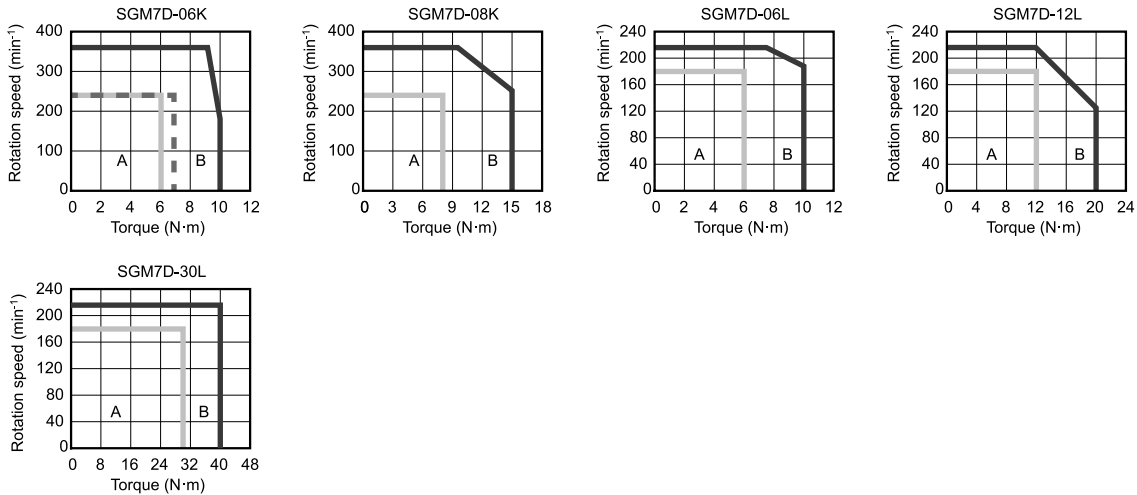 SGM7D-06K
Rotation speed (min-1)
400
300
200
100
0
A
B
0 2 4 6 8 10 12
Torque (N·m)
SGM7D-08K
Rotation speed (min-1)
400
300
200
100
0
A
B
0 3 6 9 12 15 18
Torque (N·m)
SGM7D-06L
Rotation speed (min-1)
240
200
160
120
80
40
0
A
B
0 2 4 6 8 10 12
Torque (N·m)
SGM7D-12L
Rotation speed (min-1)
240
200
160
120
80
40
0
A
B
0 4 8 12 16 20 24
Torque (N·m)
SGM7D-30L
Rotation speed (min-1)
240
200
160
120
80
40
0
A
B
0 8 16 24 32 40 48
Torque (N·m)